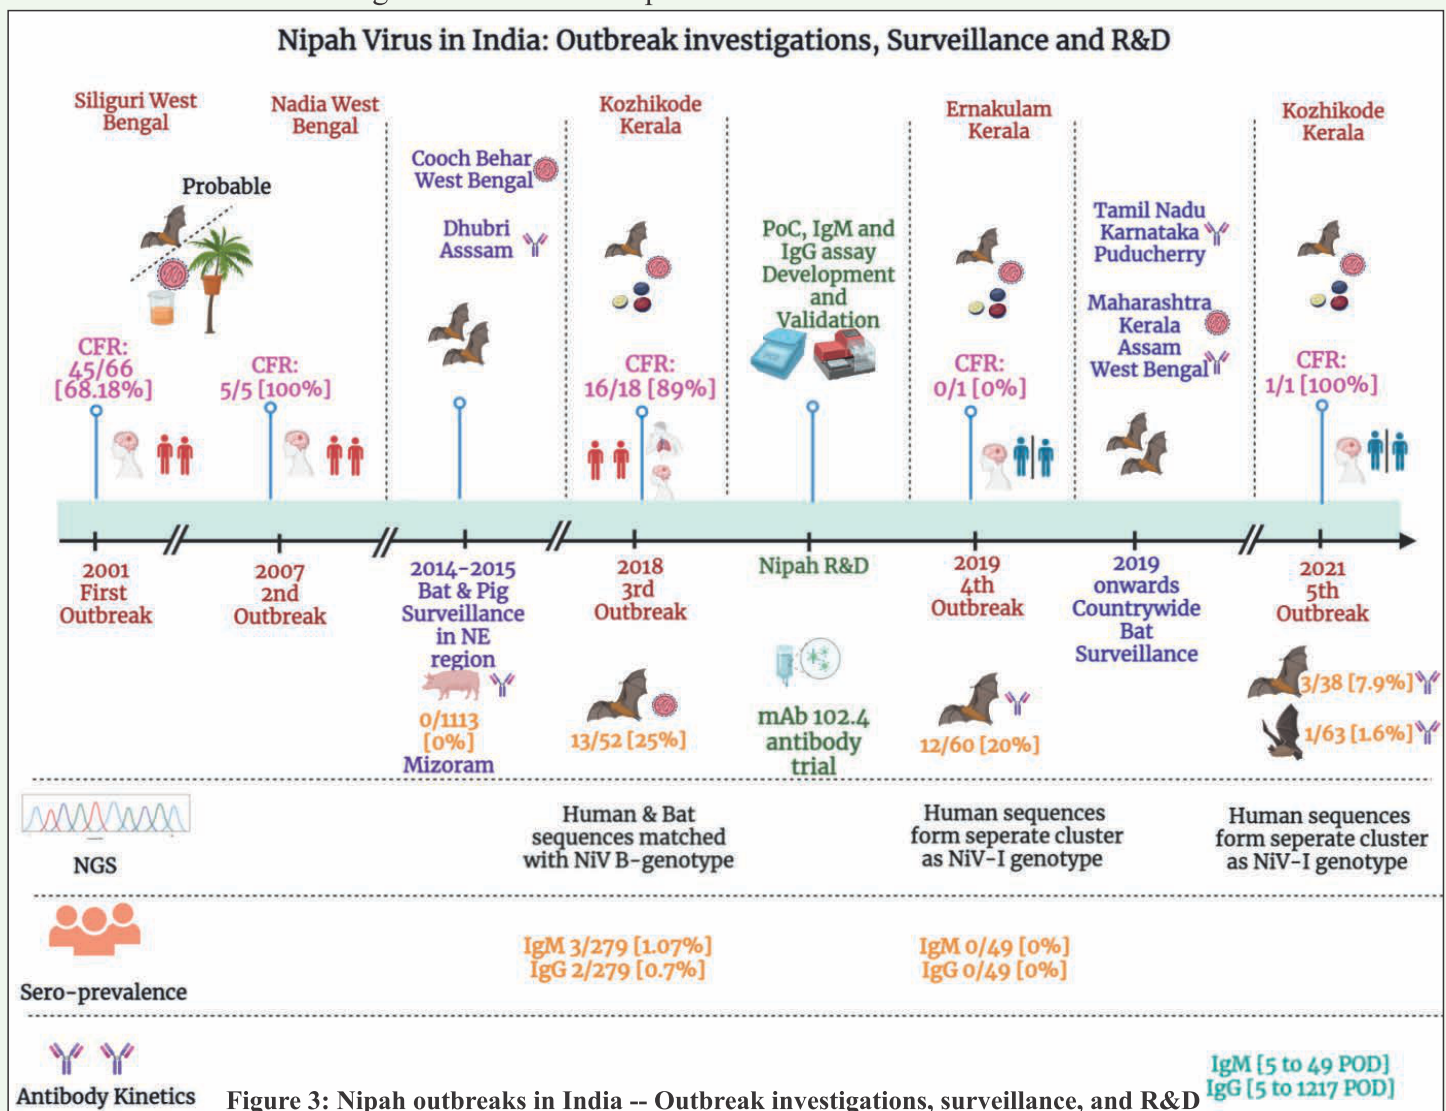 Nipah Virus in India: Outbreak investigations, Surveillance and R&D
Siliguri West
Bengal
Nadia West
Bengal
Kozhikode
Kerala
Ernakulam
Kerala
Kozhikode
Kerala
Probable
Cooch Behar
West Bengal
Dhubri
Asssam
PoC, IgM and
IgG assay
Development
and
Validation
Tamil Nadu
Karnataka
Puducherry
Maharashtra
Kerala
Assam
West Bengal
CFR:
45/66
[68.18%]
CFR:
5/5 [100%]
CFR:
16/18 [89%]
CFR:
0/1 [0%]
CFR:
1/1 [100%]
2001
First
Outbreak
2007
2nd
Outbreak
2014-2015
Bat & Pig
Surveillance
in NE
region
0/1113
[0%]
Mizoram
2018
3rd
Outbreak
13/52 [25%]
Nipah R&D
mAb 102.4
antibody
trial
2019
4th
Outbreak
12/60 [20%]
2019
onwards
Countrywide
Bat
Surveillance
2021
5th
Outbreak
3/38 [7.9%]
1/63 [1.6%]
NGS
Human & Bat
sequences matched
with NiV B-genotype
Human sequences
form seperate cluster
as NiV-I genotype
Human sequences
form seperate cluster
as NiV-I genotype
Sero-prevalence
IgM 3/279 [1.07%]
IgG 2/279 [0.7%]
IgM 0/49 [0%]
IgG 0/49 [0%]
Antibody Kinetics
IgM [5 to 49 POD]
IgG [5 to 1217 POD]
Figure 3: Nipah outbreaks in India -- Outbreak investigations, surveillance, and R&D